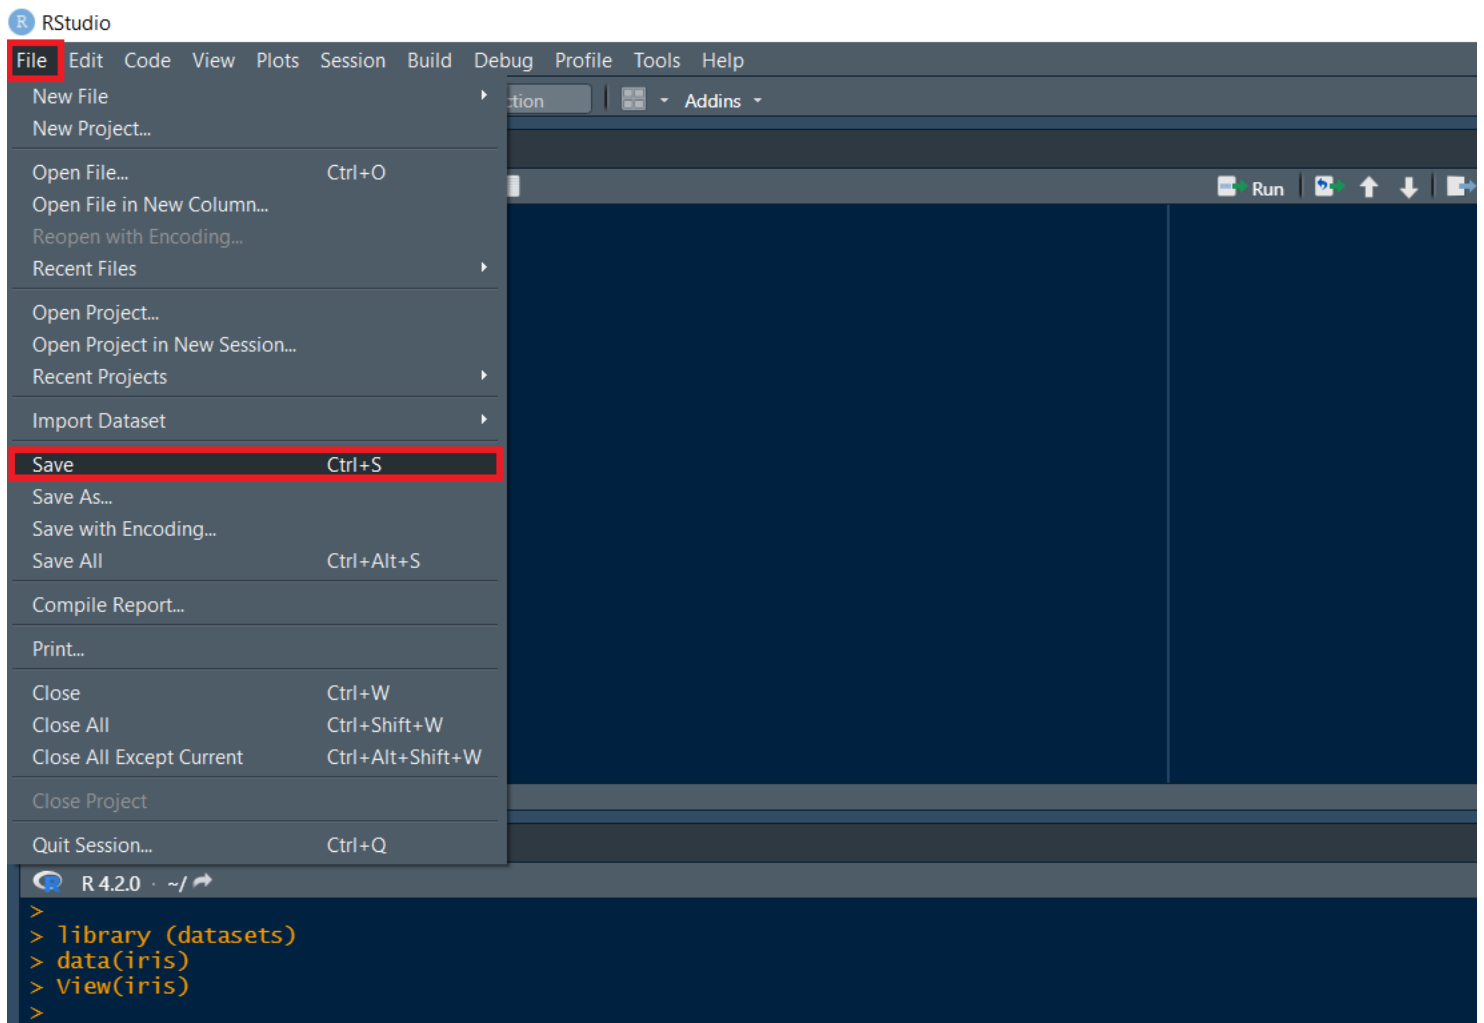 R RStudio
File Edit Code View Plots Session Build Debug Profile Tools Help
New File
Addins
New Project...
Open File... Ctrl+O
Run
Open File in New Column...
Reopen with Encoding...
Recent Files
Open Project...
Open Project in New Session...
Recent Projects
Import Dataset
Save Ctrl+S
Save As...
Save with Encoding...
Save All Ctrl+Alt+S
Compile Report...
Print...
Close Ctrl+W
Close All Ctrl+Shift+W
Close All Except Current Ctrl+Alt+Shift+W
Close Project
Quit Session... Ctrl+Q
R R 4.2.0 · ~/
>
> library (datasets)
> data(iris)
> View(iris)
>